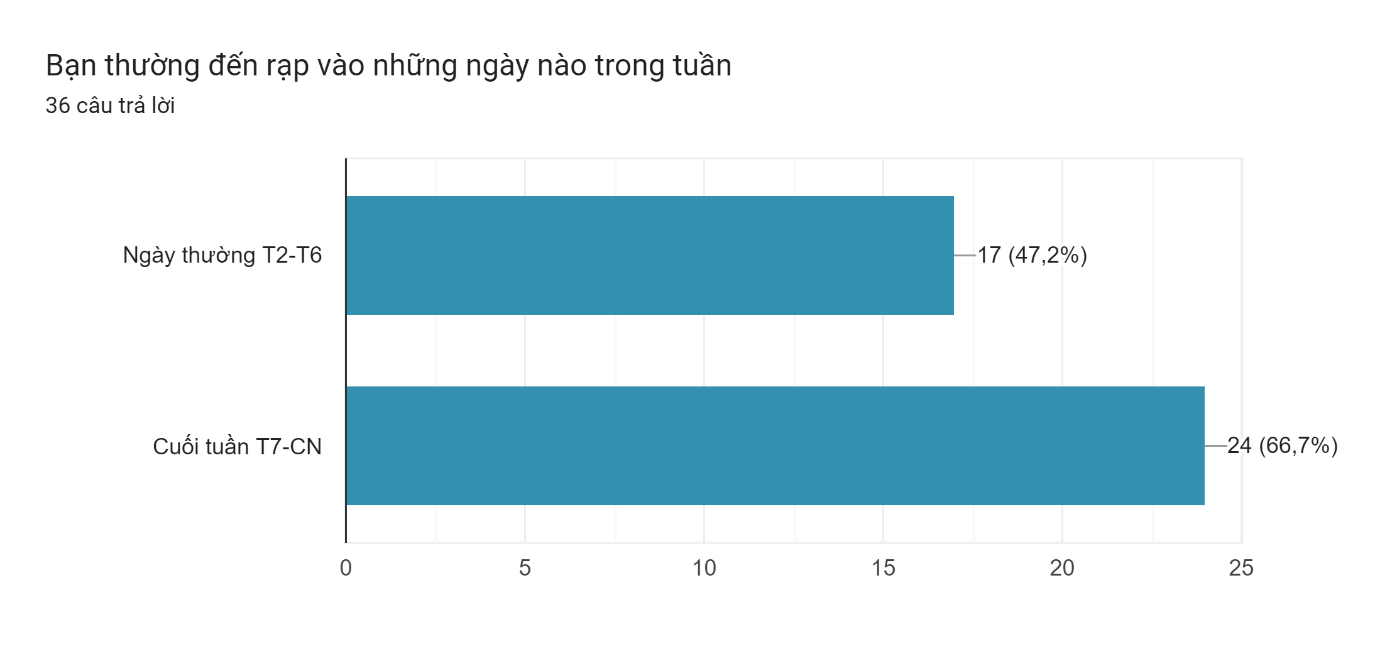 Bạn thường đến rạp vào những ngày nào trong tuần
36 câu trả lời
Ngày thường T2-T6
17 (47,2%)
Cuối tuần T7-CN
24 (66,7%)
0 5 10 15 20 25